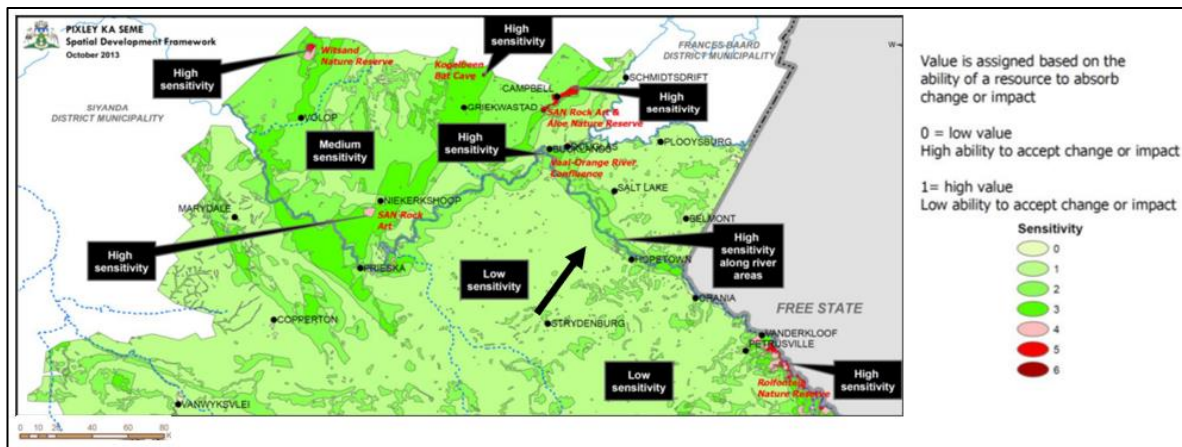 PIXLEY KA SEME
Spatial Development Framework
October 2013
High
sensitivity
FRANCES BAARD
DISTRICT MUNICIPALITY
Witsand
Nature Reserve
Kogelbeen
Bat Cave
High
sensitivity
SCHMIDTSDRIFT
CAMPBELL
High
sensitivity
SIYANDA
DISTRICT MUNICIPALITY
GRIEKWASTAD
SAN Rock Art &
Aloe Nature Reserve
VOLOP
Medium
sensitivity
High
sensitivity
DOUGLAS
BUCKLANDS
PLOOYSBURG
Vaal-Orange River
Confluence
NIEKERKSHOOP
SALT LAKE
MARYDALE
SAN Rock
Art
BELMONT
High
sensitivity
High
sensitivity
along river
areas
PRIESKA
Low
sensitivity
HOPETOWN
ORANIA
FREE STATE
COPPERTON
STRYDENBURG
VANDERKLOOF
PETRUSVILLE
Low
sensitivity
High
sensitivity
Rolfontein
Nature Reserve
VANWYKSVLEI
0 10 20 40 60 80
W
Value is assigned based on the
ability of a resource to absorb
change or impact
0 = low value
High ability to accept change or impact
1= high value
Low ability to accept change or impact
Sensitivity
0
1
2
3
4
5
6